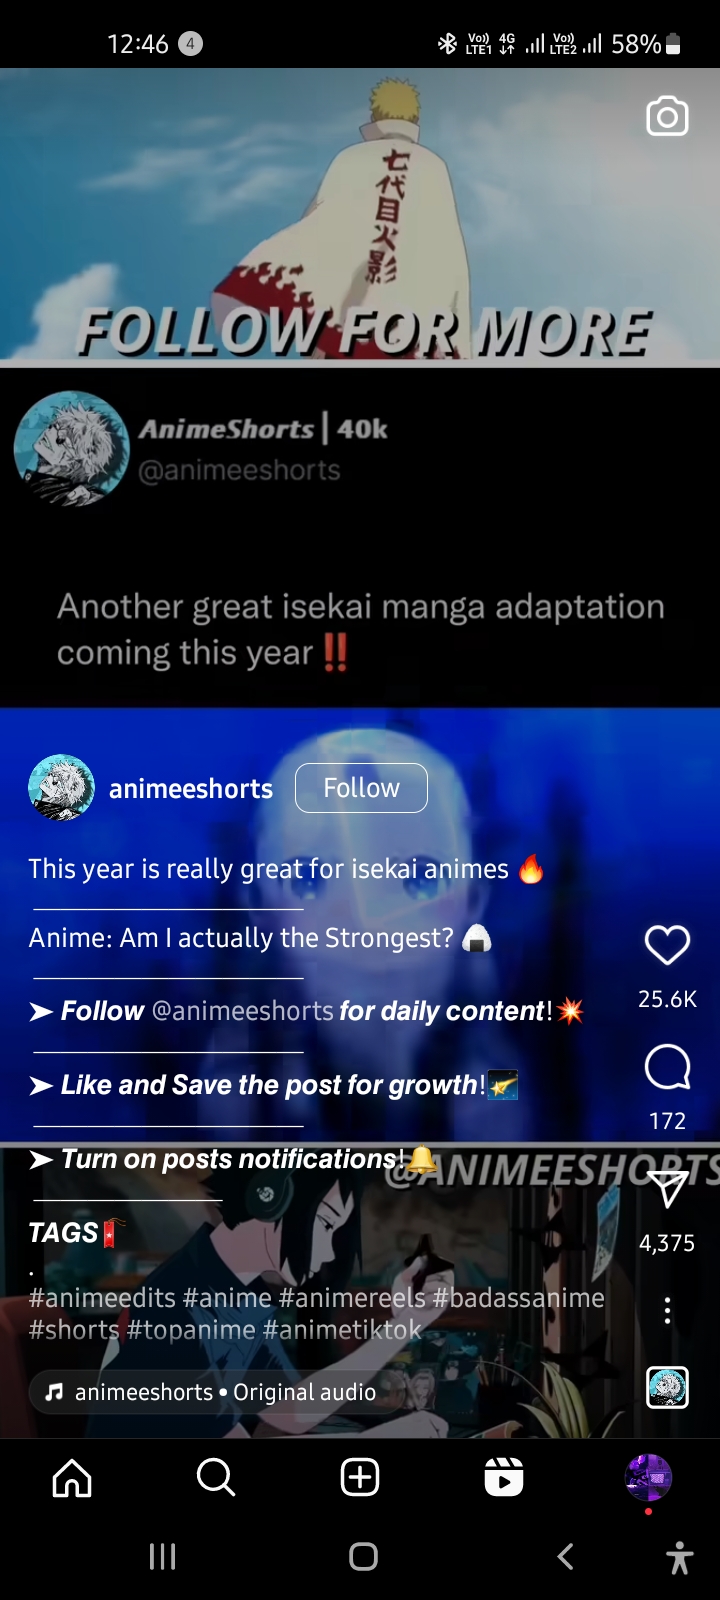 12:46 4 Vo)) LTE1 4G Vo)) LTE2 58%
七代目火影
FOLLOW FOR MORE
AnimeShorts | 40k
@animeeshorts
Another great isekai manga adaptation
coming this year ‼️
animeeshorts Follow
This year is really great for isekai animes 🔥
Anime: Am I actually the Strongest? 🍙
25.6K
➤ Follow @animeeshorts for daily content!💥
➤ Like and Save the post for growth!🌠
172
➤ Turn on posts notifications!🔔
@ANIMEESHORTS
TAGS🧧
4,375
.
#animeedits #anime #animereels #badassanime
#shorts #topanime #animetiktok
animeeshorts • Original audio